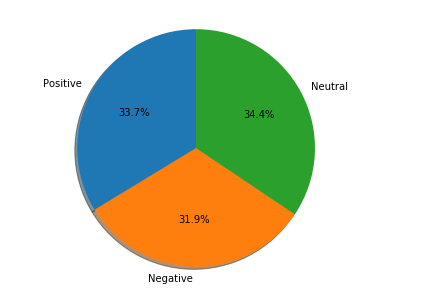 Positive
Neutral
33.7%
34.4%
31.9%
Negative